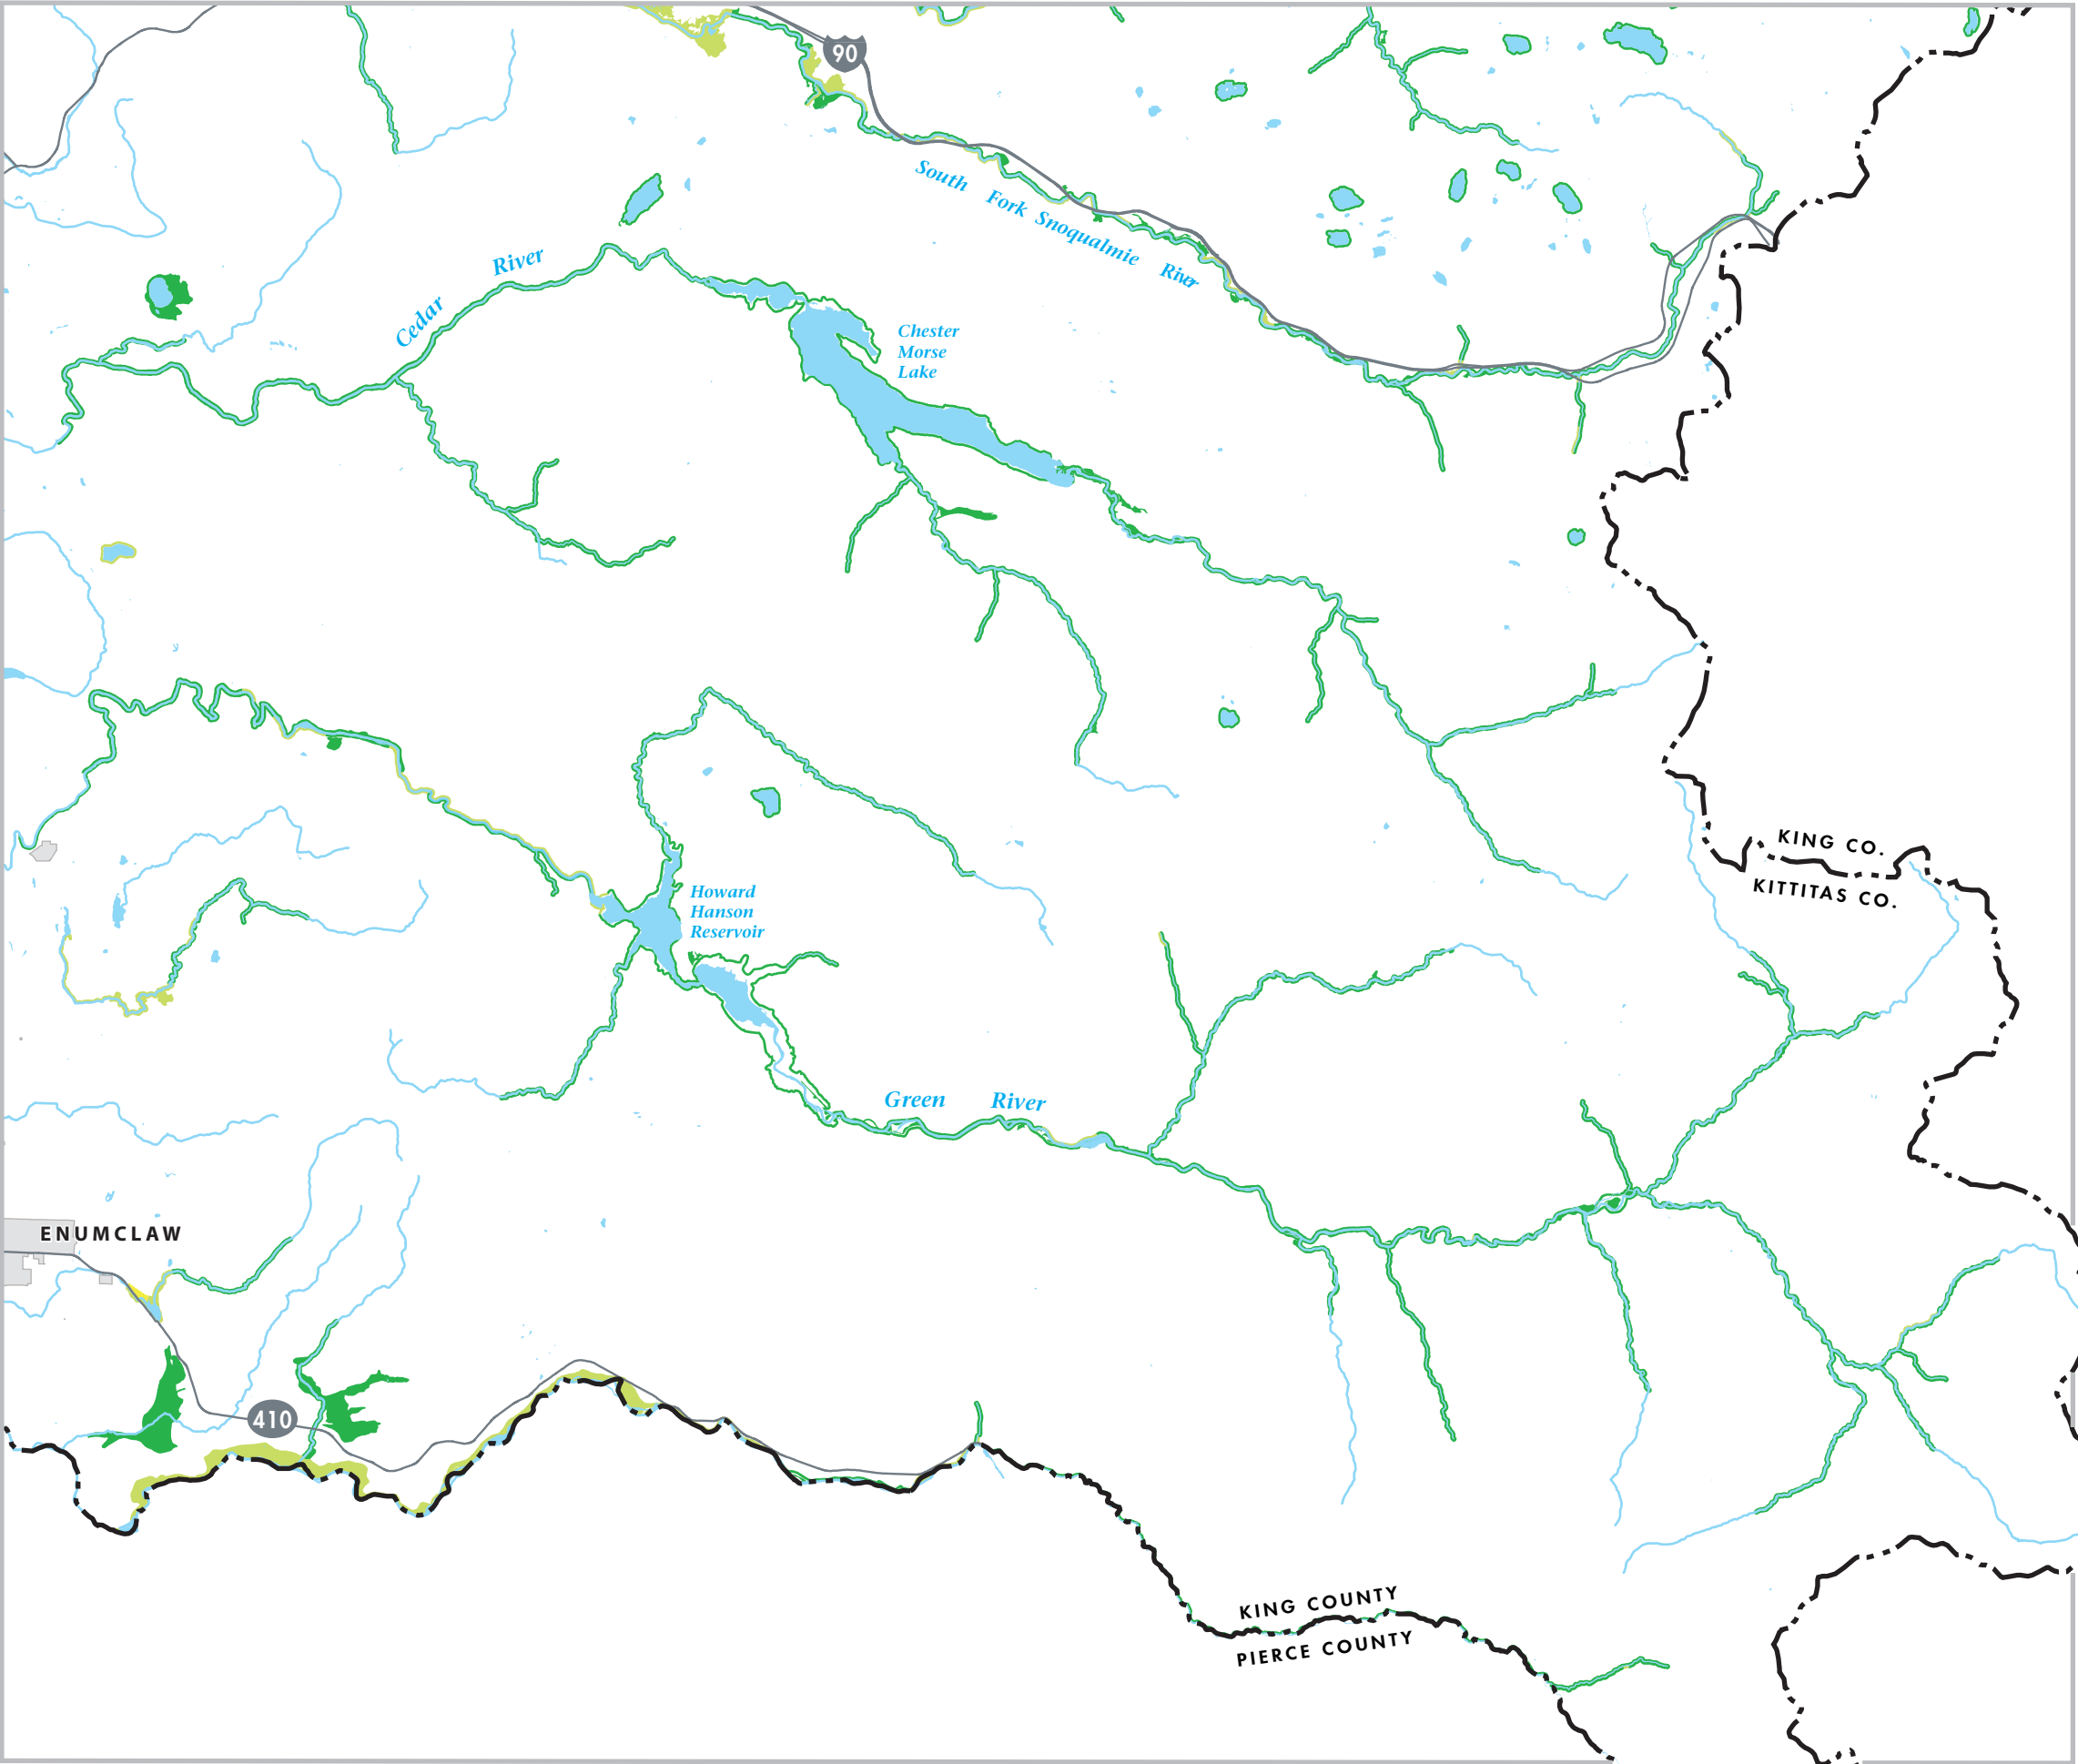 90
South Fork Snoqualmie River
Cedar River
Chester
Morse
Lake
KING CO.
KITTITAS CO.
Howard
Hanson
Reservoir
Green River
ENUMCLAW
410
KING COUNTY
PIERCE COUNTY